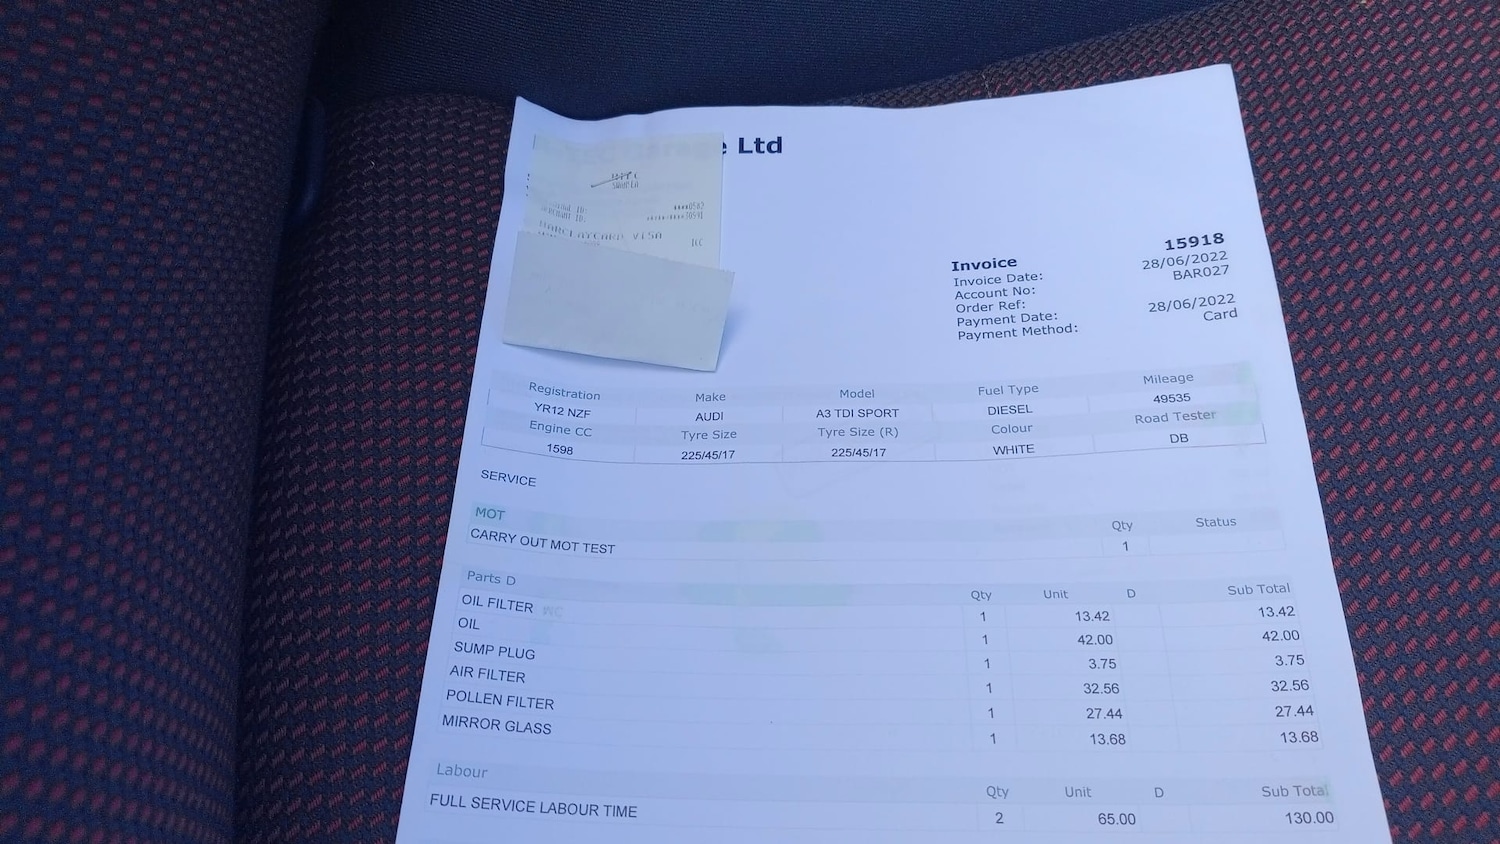 e Ltd
0582
BARCLAYCARD VISA ICC
15918
Invoice
Invoice Date: 28/06/2022
Account No: BAR027
Order Ref:
Payment Date: 28/06/2022
Payment Method: Card
Registration Make Model Fuel Type Mileage
YR12 NZF AUDI A3 TDI SPORT DIESEL 49535
Engine CC Tyre Size Tyre Size (R) Colour Road Tester
1598 225/45/17 225/45/17 WHITE DB
SERVICE
MOT Qty Status
CARRY OUT MOT TEST 1
Parts D Qty Unit D Sub Total
OIL FILTER 1 13.42 13.42
OIL 1 42.00 42.00
SUMP PLUG 1 3.75 3.75
AIR FILTER 1 32.56 32.56
POLLEN FILTER 1 27.44 27.44
MIRROR GLASS 1 13.68 13.68
Labour Qty Unit D Sub Total
FULL SERVICE LABOUR TIME 2 65.00 130.00